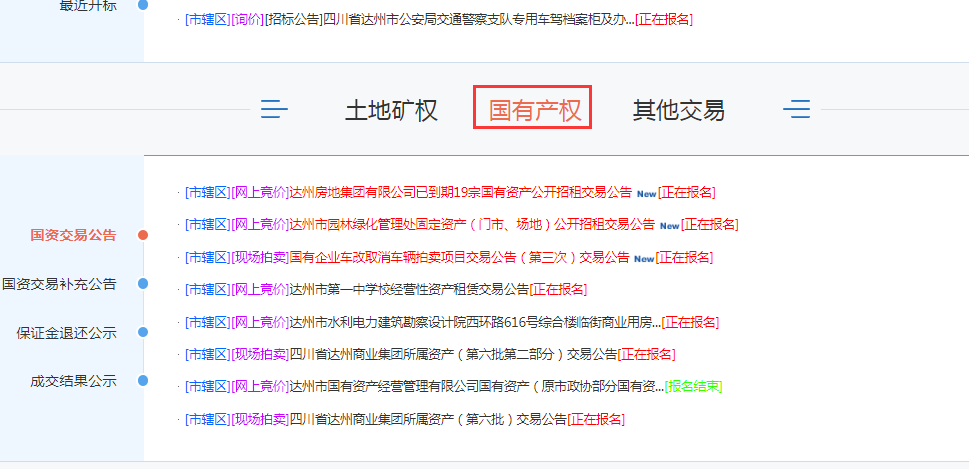 最近开标
· [市辖区][询价][招标公告]四川省达州市公安局交通警察支队专用车驾档案柜及办...[正在报名]
土地矿权 国有产权 其他交易
· [市辖区][网上竞价]达州房地集团有限公司已到期19宗国有资产公开招租交易公告 New[正在报名]
· [市辖区][网上竞价]达州市园林绿化管理处固定资产（门市、场地）公开招租交易公告 New[正在报名]
国资交易公告
· [市辖区][现场拍卖]国有企业车改取消车辆拍卖项目交易公告（第三次）交易公告 New[正在报名]
国资交易补充公告
· [市辖区][网上竞价]达州市第一中学校经营性资产租赁交易公告[正在报名]
保证金退还公示
· [市辖区][网上竞价]达州市水利电力建筑勘察设计院西环路616号综合楼临街商业用房...[正在报名]
· [市辖区][现场拍卖]四川省达州商业集团所属资产（第六批第二部分）交易公告[正在报名]
成交结果公示
· [市辖区][网上竞价]达州市国有资产经营管理有限公司国有资产（原市政协部分国有资...[报名结束]
· [市辖区][现场拍卖]四川省达州商业集团所属资产（第六批）交易公告[正在报名]